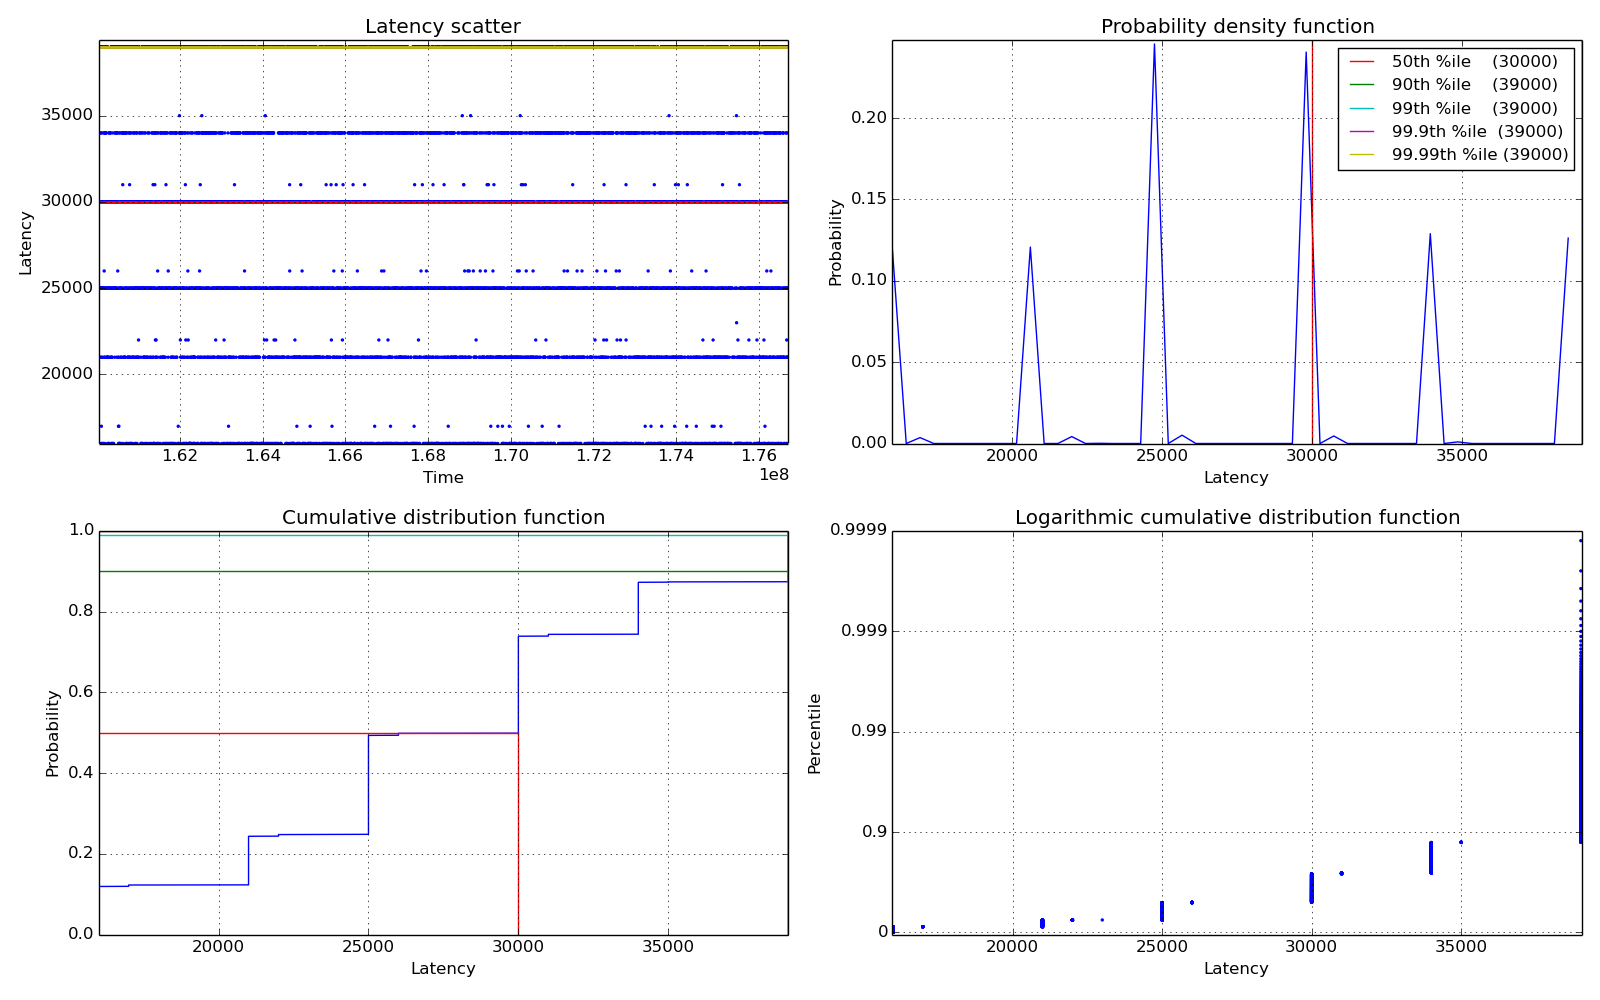 Latency scatter
35000
30000
25000
20000
Latency
1.62 1.64 1.66 1.68 1.70 1.72 1.74 1.76
1e8
Time
Probability density function
50th %ile (30000)
90th %ile (39000)
99th %ile (39000)
99.9th %ile (39000)
99.99th %ile (39000)
0.20
0.15
0.10
0.05
0.00
Probability
20000 25000 30000 35000
Latency
Cumulative distribution function
1.0
0.8
0.6
0.4
0.2
0.0
Probability
20000 25000 30000 35000
Latency
Logarithmic cumulative distribution function
0.9999
0.999
0.99
0.9
0
Percentile
20000 25000 30000 35000
Latency